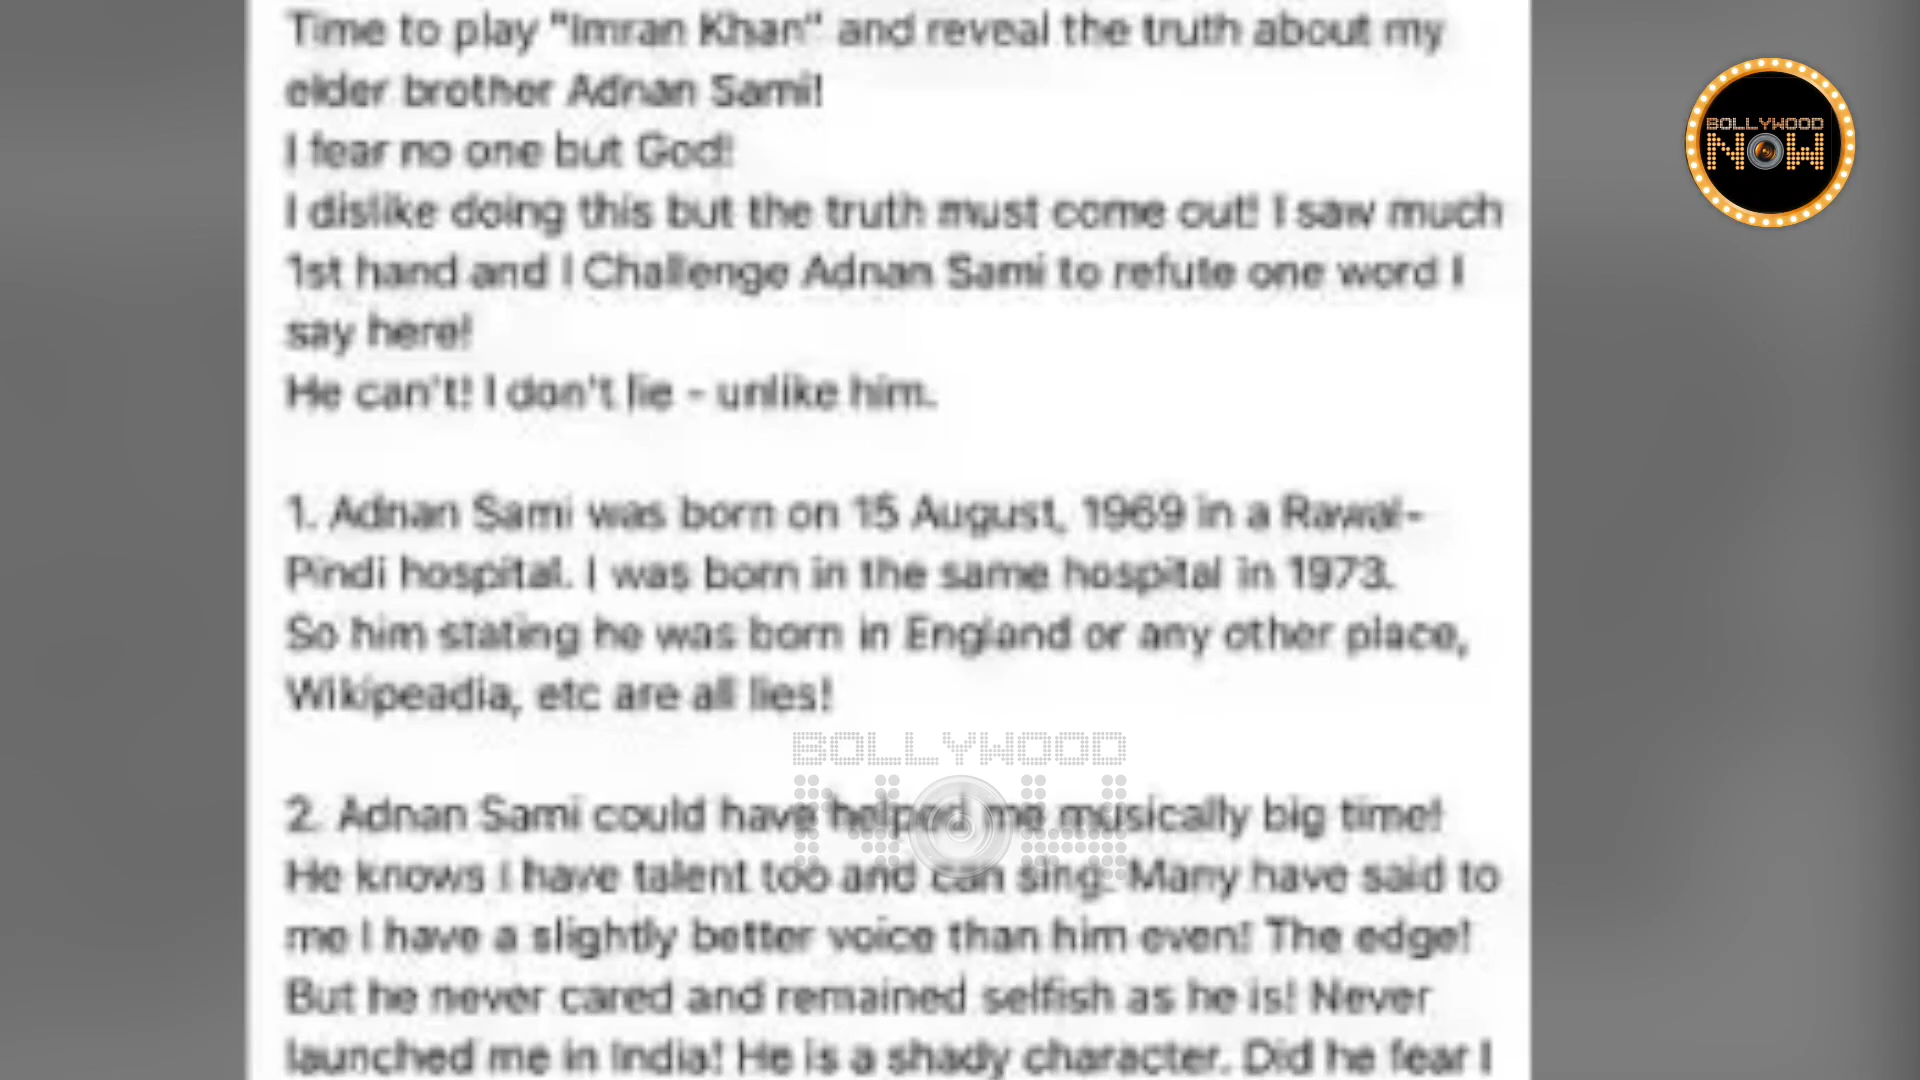 Time to play "Imran Khan" and reveal the truth about my
elder brother Adnan Sami!
I fear no one but God!
I dislike doing this but the truth must come out! I saw much
1st hand and I Challenge Adnan Sami to refute one word I
say here!
He can't! I don't lie - unlike him.
1. Adnan Sami was born on 15 August, 1969 in a Rawal-
Pindi hospital. I was born in the same hospital in 1973.
So him stating he was born in England or any other place,
Wikipeadia, etc are all lies!
2. Adnan Sami could have helped me musically big time!
He knows I have talent too and can sing. Many have said to
me I have a slightly better voice than him even! The edge!
But he never cared and remained selfish as he is! Never
launched me in India! He is a shady character. Did he fear I
BOLLYWOOD
NOW
BOLLYWOOD
NOW